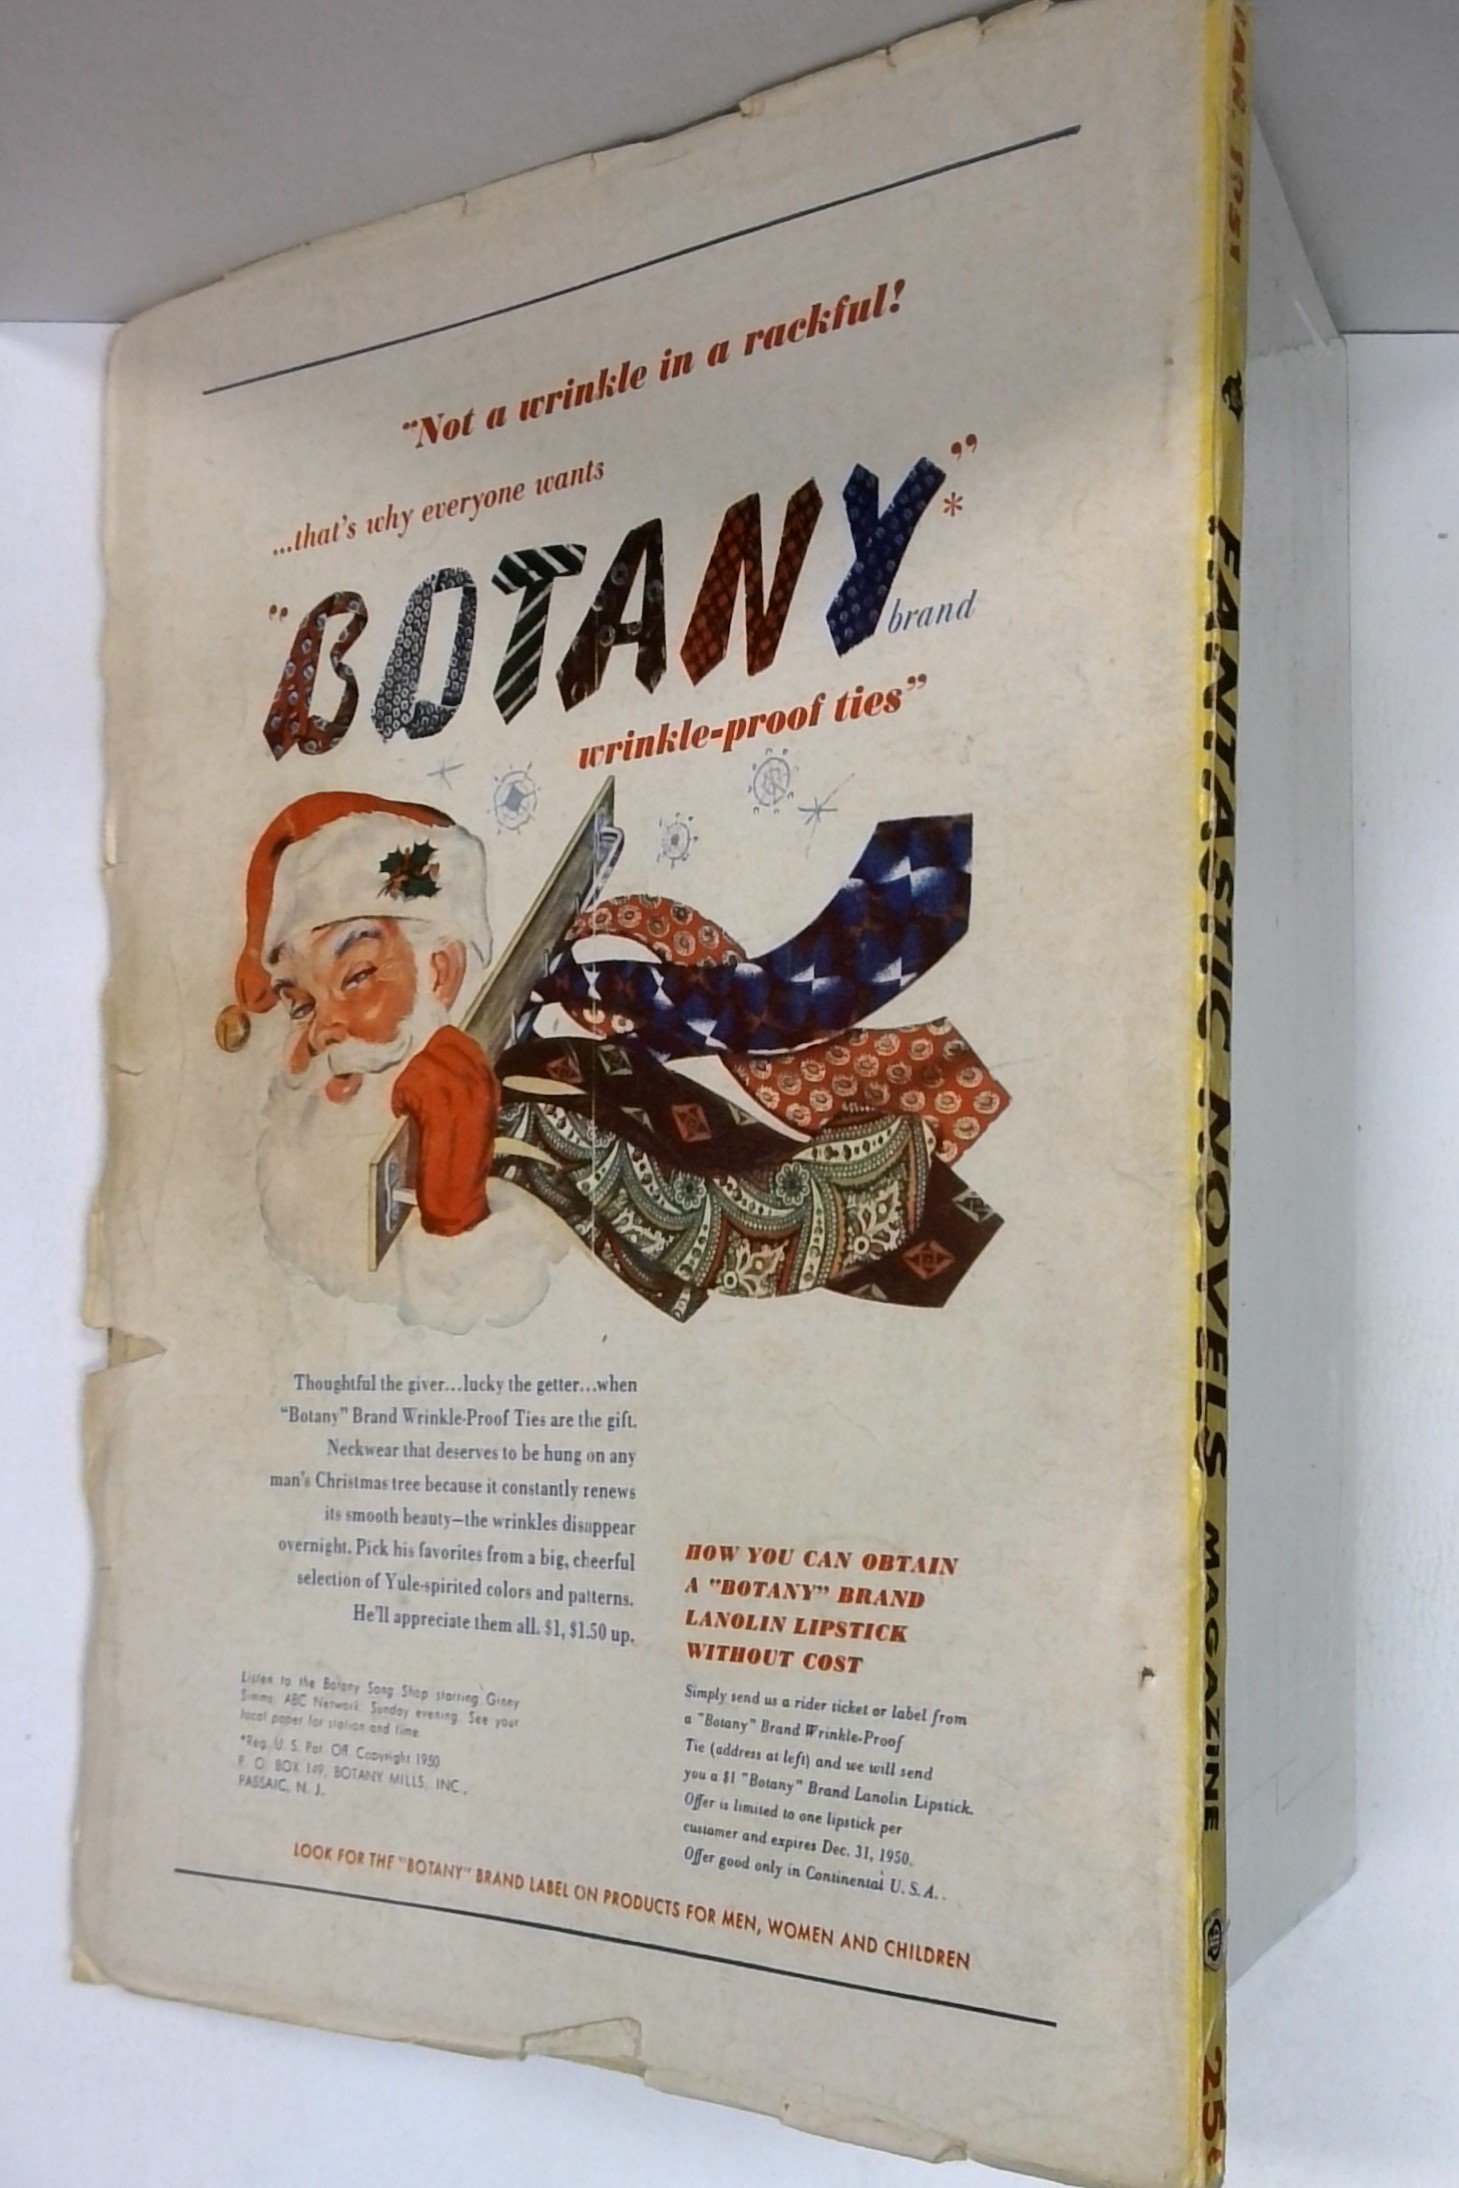 “Not a wrinkle in a rackful!
...that's why everyone wants
“BOTANY”*
brand
wrinkle-proof ties”
Thoughtful the giver...lucky the getter...when
“Botany” Brand Wrinkle-Proof Ties are the gift.
Neckwear that deserves to be hung on any
man's Christmas tree because it constantly renews
its smooth beauty—the wrinkles disappear
overnight. Pick his favorites from a big, cheerful
selection of Yule-spirited colors and patterns.
He'll appreciate them all. $1, $1.50 up.
Listen to the Botany Song Shop starring Ginny
Simms, ABC Network. Sunday evening. See your
local paper for station and time.
*Reg. U. S. Pat. Off. Copyright 1950
P. O. BOX 149, BOTANY MILLS, INC.,
PASSAIC, N. J.
HOW YOU CAN OBTAIN
A “BOTANY” BRAND
LANOLIN LIPSTICK
WITHOUT COST
Simply send us a rider ticket or label from
a “Botany” Brand Wrinkle-Proof
Tie (address at left) and we will send
you a $1 “Botany” Brand Lanolin Lipstick.
Offer is limited to one lipstick per
customer and expires Dec. 31, 1950.
Offer good only in Continental U. S. A..
LOOK FOR THE “BOTANY” BRAND LABEL ON PRODUCTS FOR MEN, WOMEN AND CHILDREN
JAN. 1951
FANTASTIC NOVELS MAGAZINE
25¢